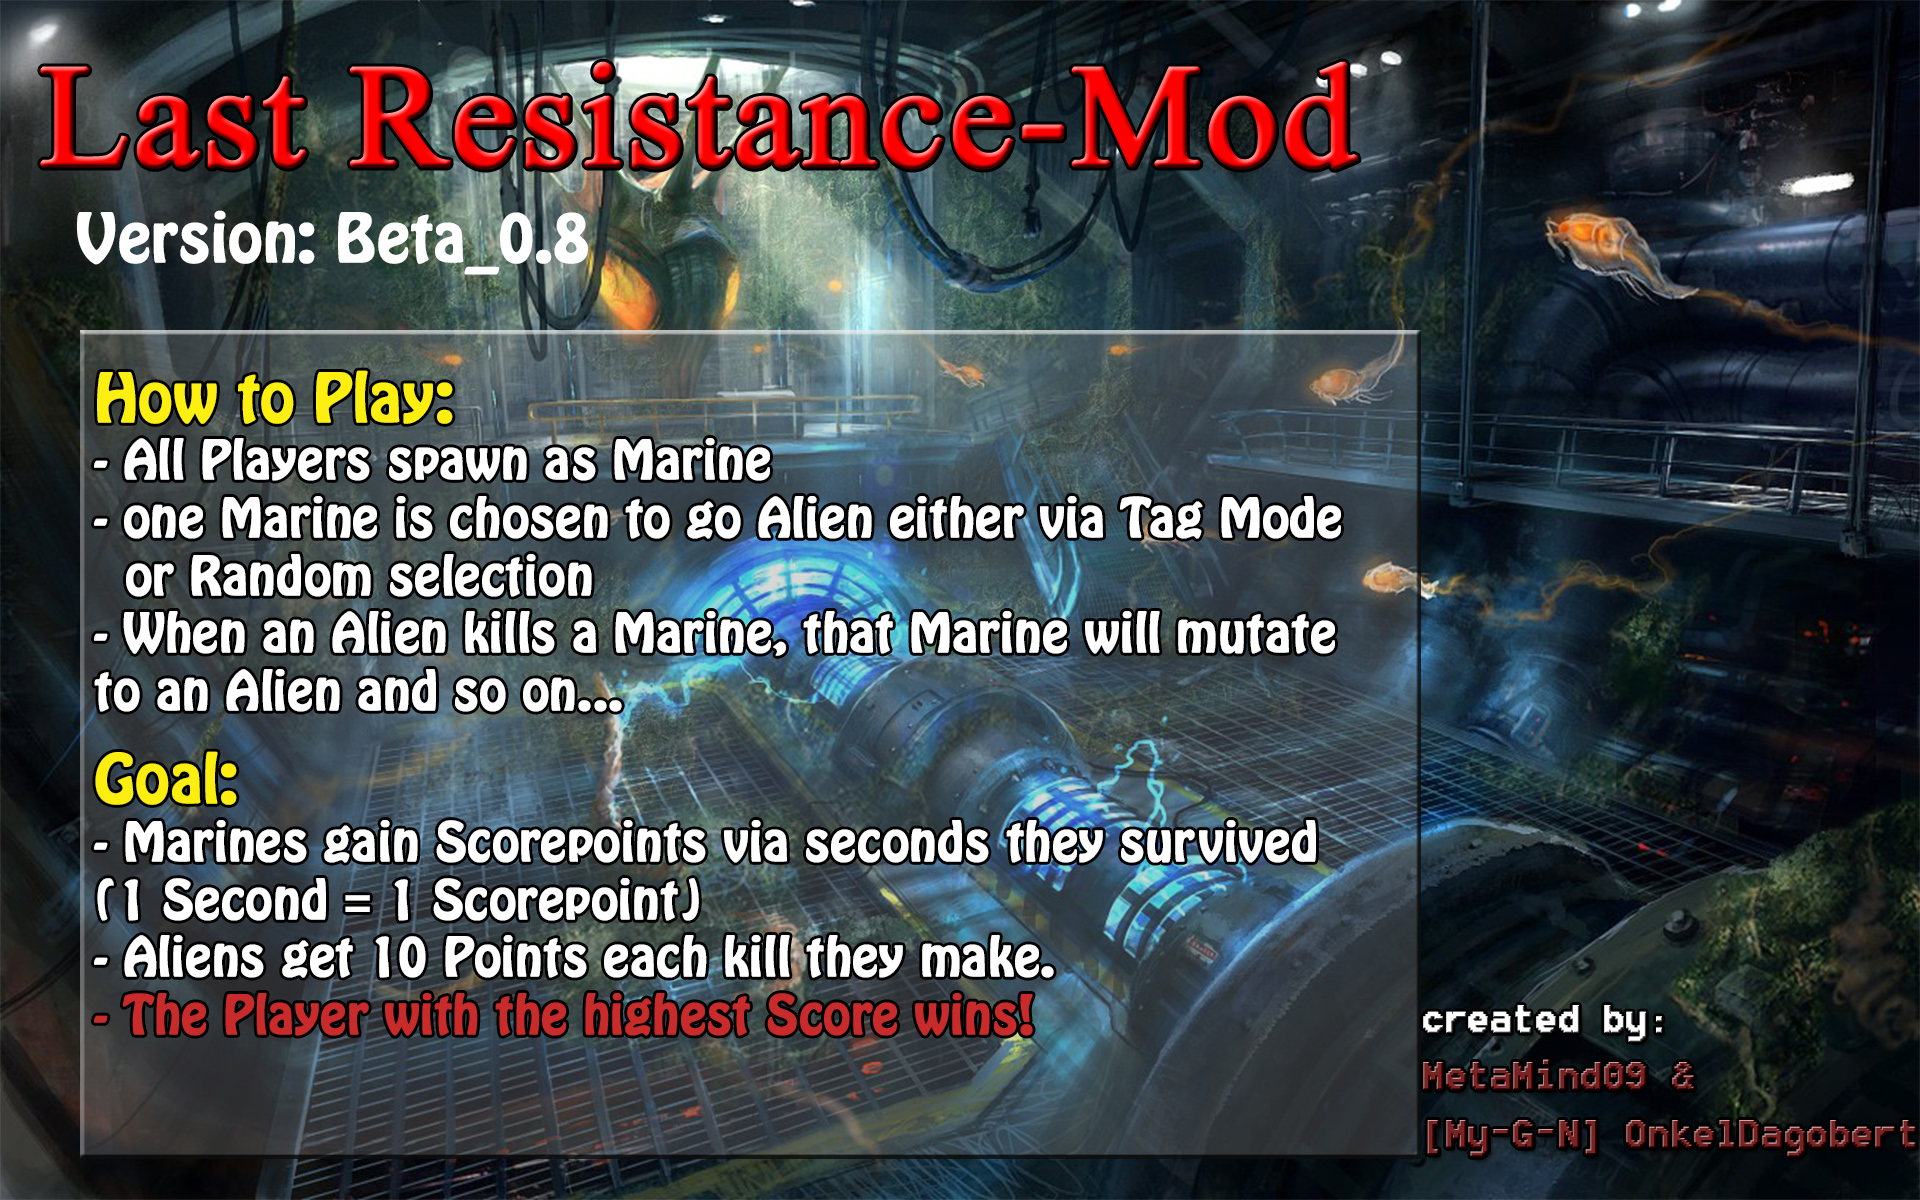 Last Resistance-Mod
Version: Beta_0.8
How to Play:
- All Players spawn as Marine
- one Marine is chosen to go Alien either via Tag Mode
or Random selection
- When an Alien kills a Marine, that Marine will mutate
to an Alien and so on...
Goal:
- Marines gain Scorepoints via seconds they survived
(1 Second = 1 Scorepoint)
- Aliens get 10 Points each kill they make.
- The Player with the highest Score wins!
created by:
MetaMind09 &
[My-G-N] OnkelDagobert